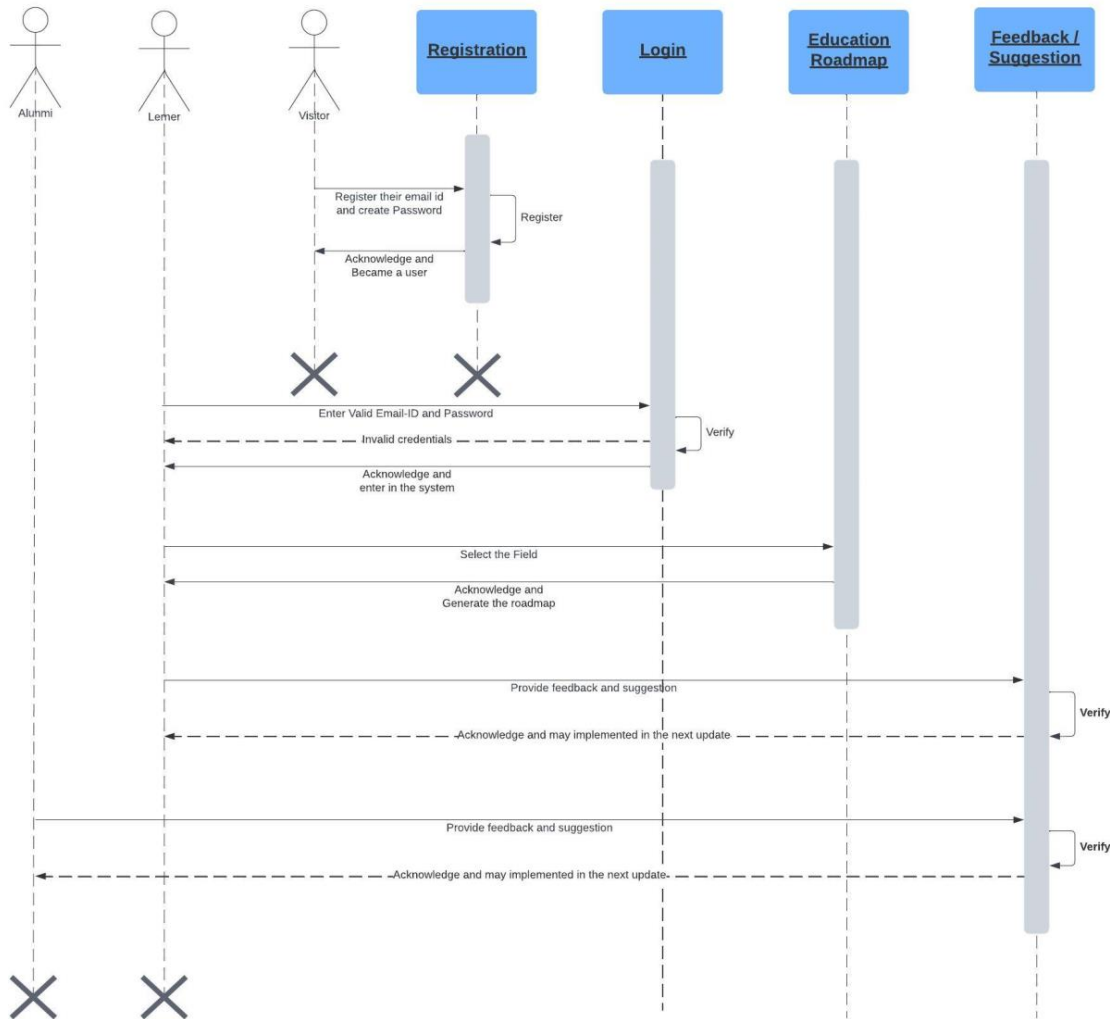 Registration
Login
Education
Roadmap
Feedback /
Suggestion
Alunmi
Lerner
Visitor
Register their email id
and create Password
Register
Acknowledge and
Became a user
Enter Valid Email-ID and Password
Verify
Invalid credentials
Acknowledge and
enter in the system
Select the Field
Acknowledge and
Generate the roadmap
Provide feedback and suggestion
Verify
Acknowledge and may implemented in the next update
Provide feedback and suggestion
Verify
Acknowledge and may implemented in the next update